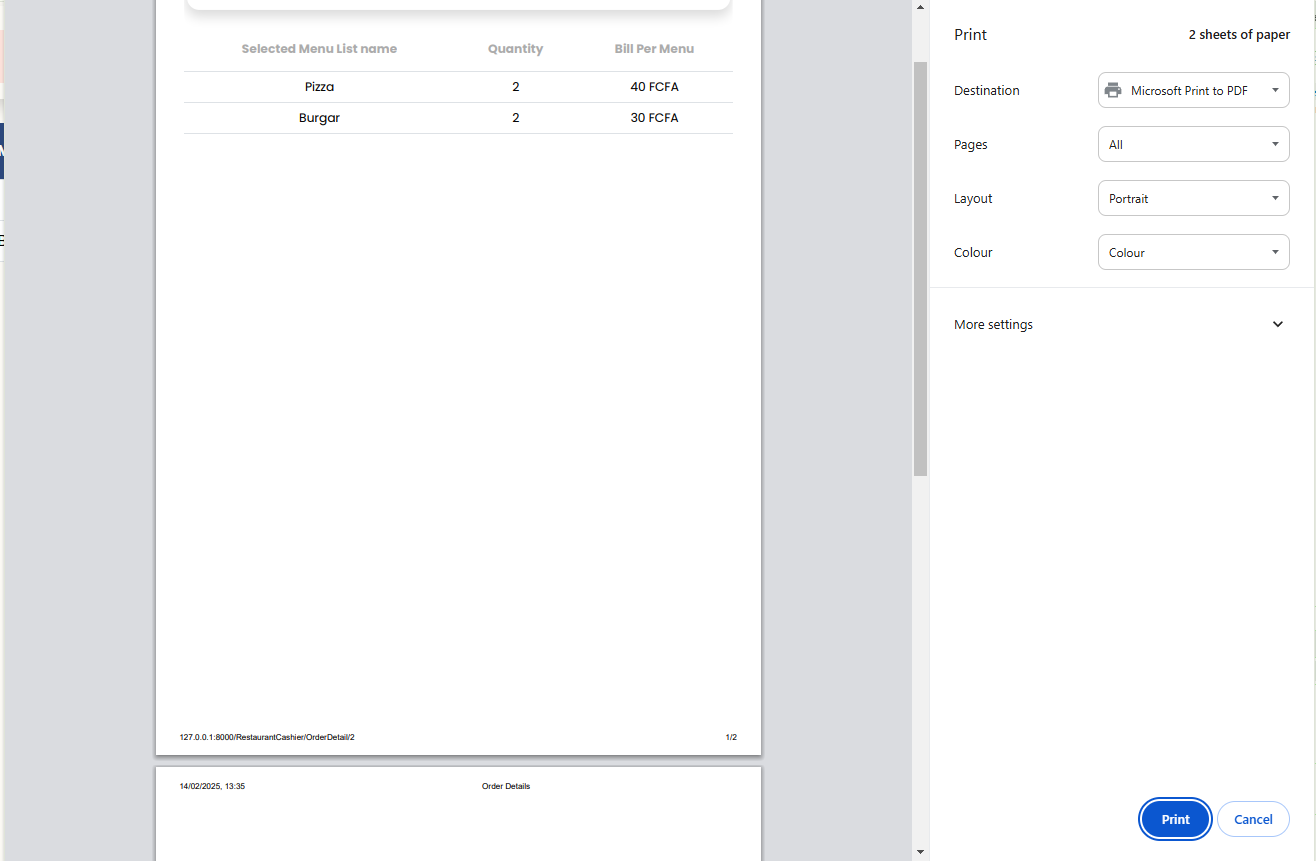 Print
2 sheets of paper
Selected Menu List name Quantity Bill Per Menu
Pizza 2 40 FCFA
Burgar 2 30 FCFA
Destination Microsoft Print to PDF
Pages All
Layout Portrait
Colour Colour
More settings
127.0.0.1:8000/RestaurantCashier/OrderDetail/2 1/2
14/02/2025, 13:35 Order Details
Print Cancel